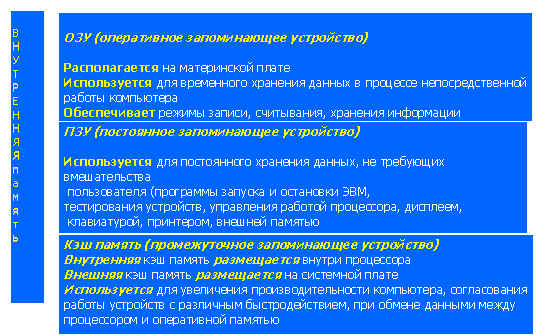 ВНУТРЕННЯЯ память
ОЗУ (оперативное запоминающее устройство)
Располагается на материнской плате
Используется для временного хранения данных в процессе непосредственной
работы компьютера
Обеспечивает режимы записи, считывания, хранения информации
ПЗУ (постоянное запоминающее устройство)
Используется для постоянного хранения данных, не требующих
вмешательства
пользователя (программы запуска и остановки ЭВМ,
тестирования устройств, управления работой процессора, дисплеем,
клавиатурой, принтером, внешней памятью
Кэш память (промежуточное запоминающее устройство)
Внутренняя кэш память размещается внутри процессора
Внешняя кэш память размещается на системной плате
Используется для увеличения производительности компьютера, согласования
работы устройств с различным быстродействием, при обмене данными между
процессором и оперативной памятью